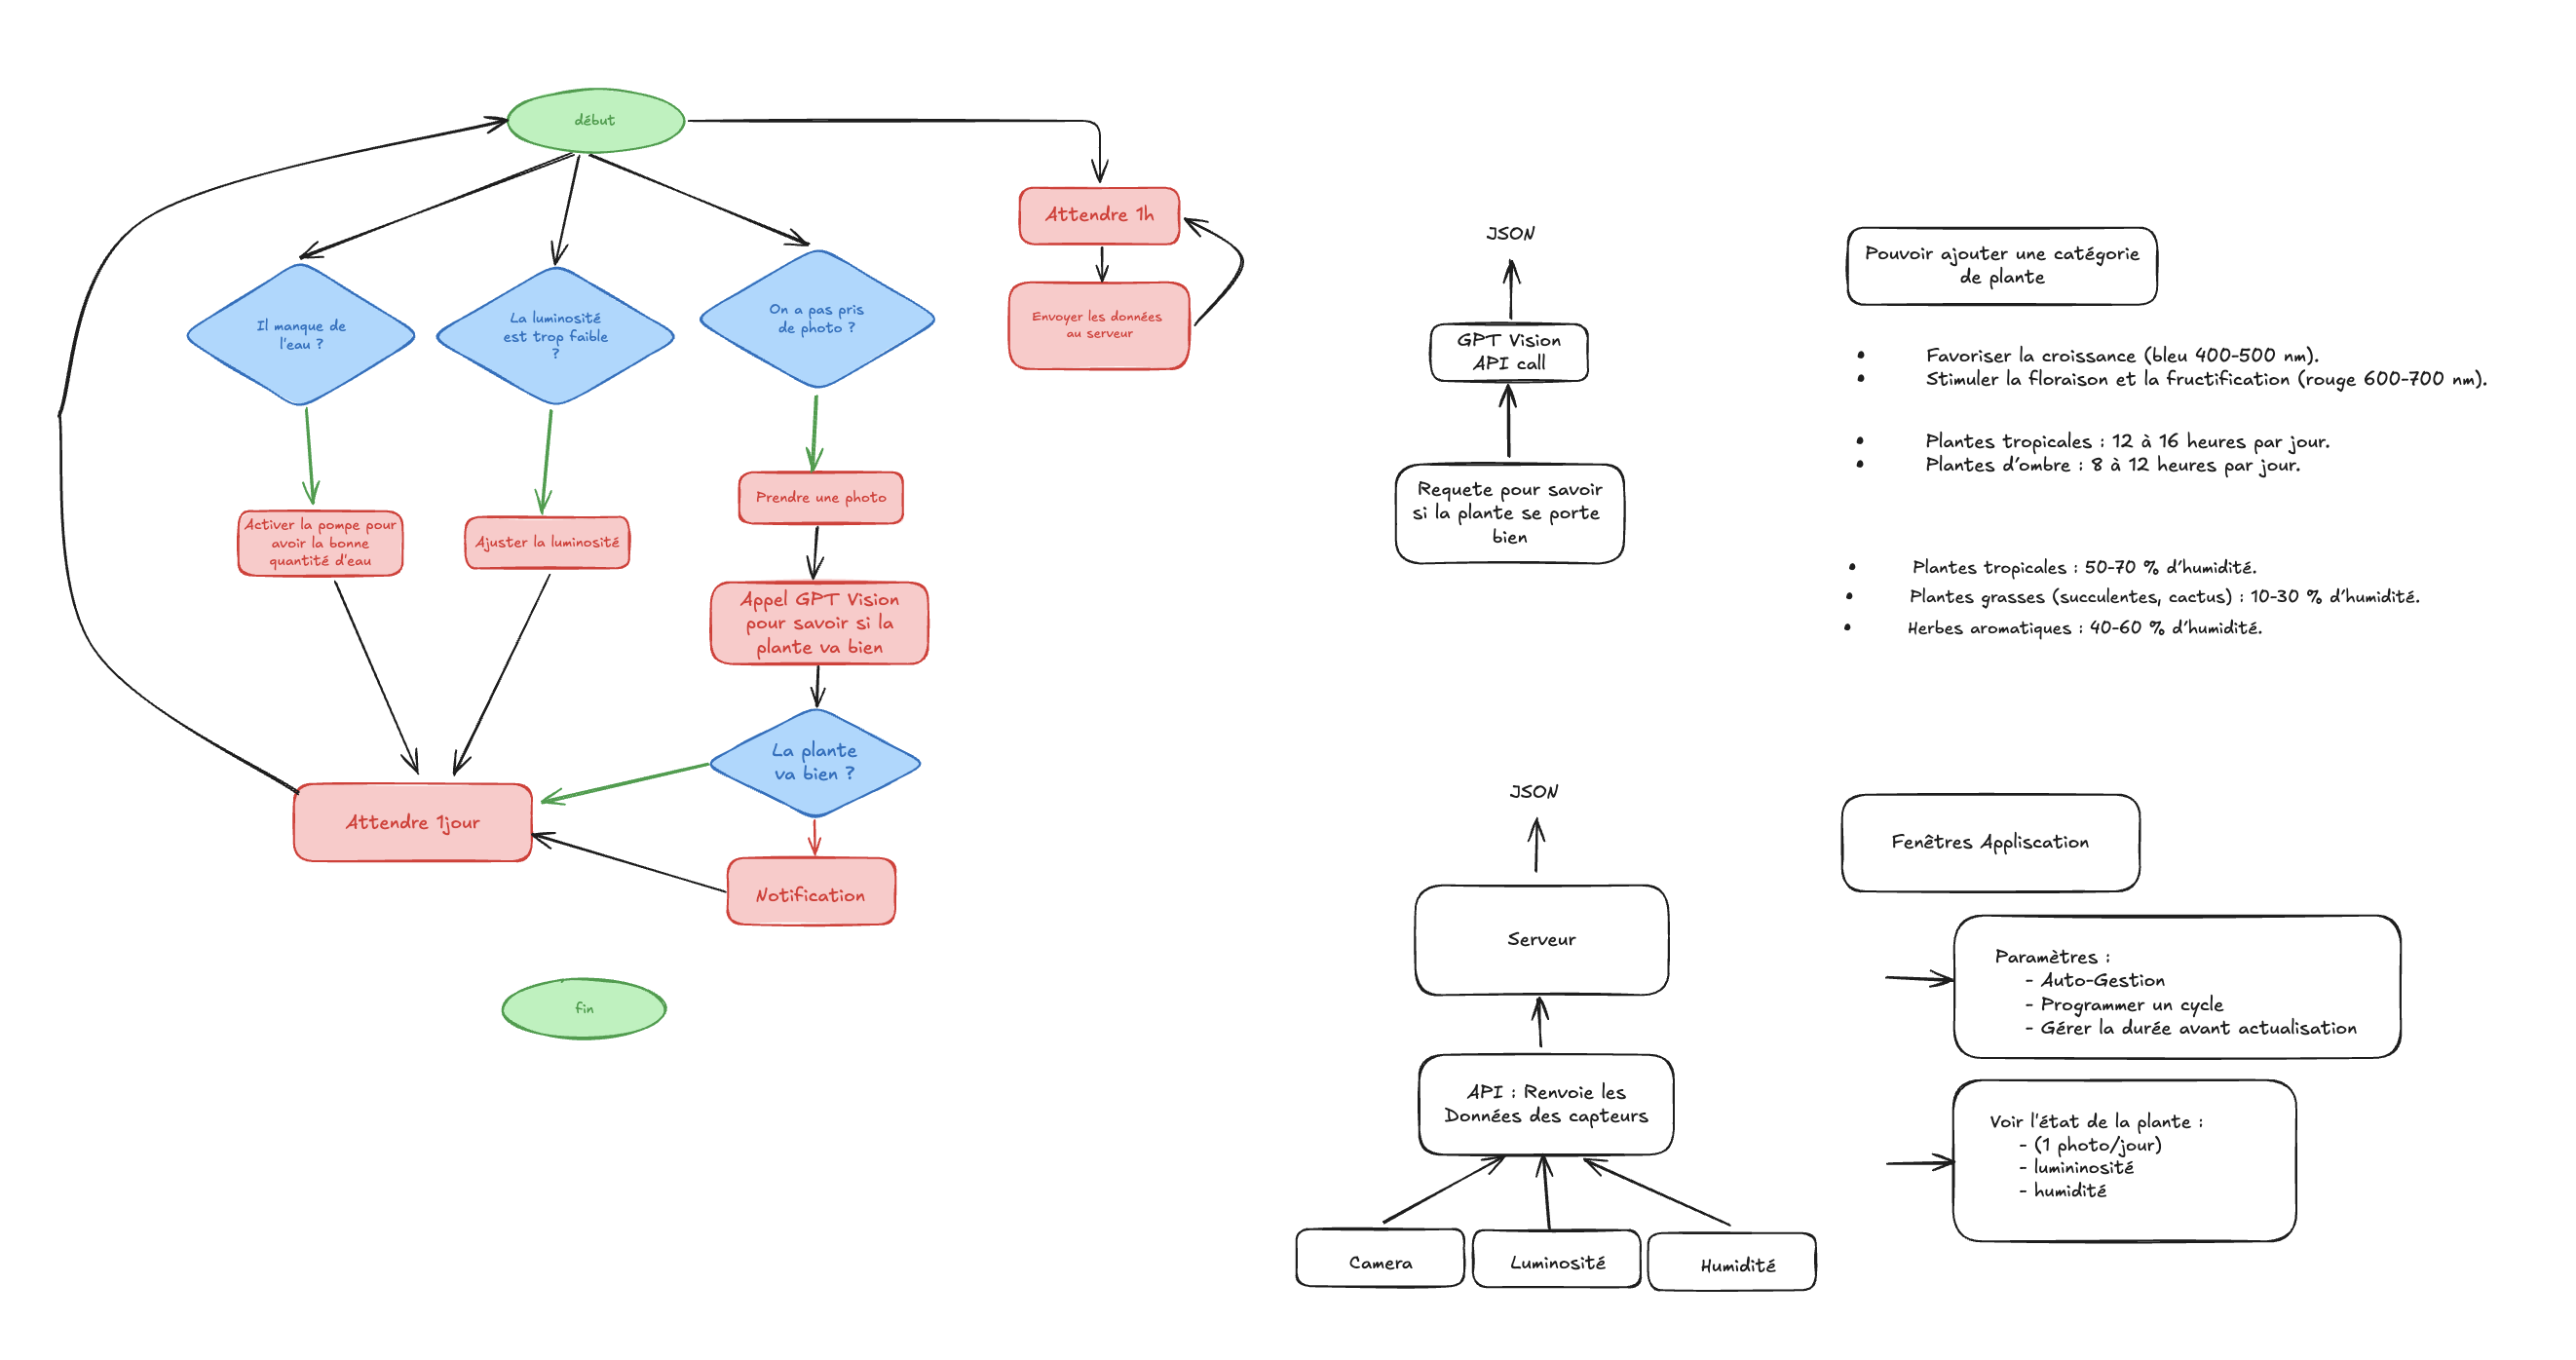 début
Il manque de
l'eau ?
La luminosité
est trop faible
?
On a pas pris
de photo ?
Activer la pompe pour
avoir la bonne
quantité d'eau
Ajuster la luminosité
Prendre une photo
Appel GPT Vision
pour savoir si la
plante va bien
La plante
va bien ?
Attendre 1jour
Notification
fin
Attendre 1h
Envoyer les données
au serveur
JSON
GPT Vision
API call
Requete pour savoir
si la plante se porte
bien
Pouvoir ajouter une catégorie
de plante
• Favoriser la croissance (bleu 400-500 nm).
• Stimuler la floraison et la fructification (rouge 600-700 nm).
• Plantes tropicales : 12 à 16 heures par jour.
• Plantes d'ombre : 8 à 12 heures par jour.
• Plantes tropicales : 50-70 % d'humidité.
• Plantes grasses (succulentes, cactus) : 10-30 % d'humidité.
• Herbes aromatiques : 40-60 % d'humidité.
JSON
Serveur
API : Renvoie les
Données des capteurs
Camera
Luminosité
Humidité
Fenêtres Appliscation
Paramètres :
- Auto-Gestion
- Programmer un cycle
- Gérer la durée avant actualisation
Voir l'état de la plante :
- (1 photo/jour)
- lumininosité
- humidité